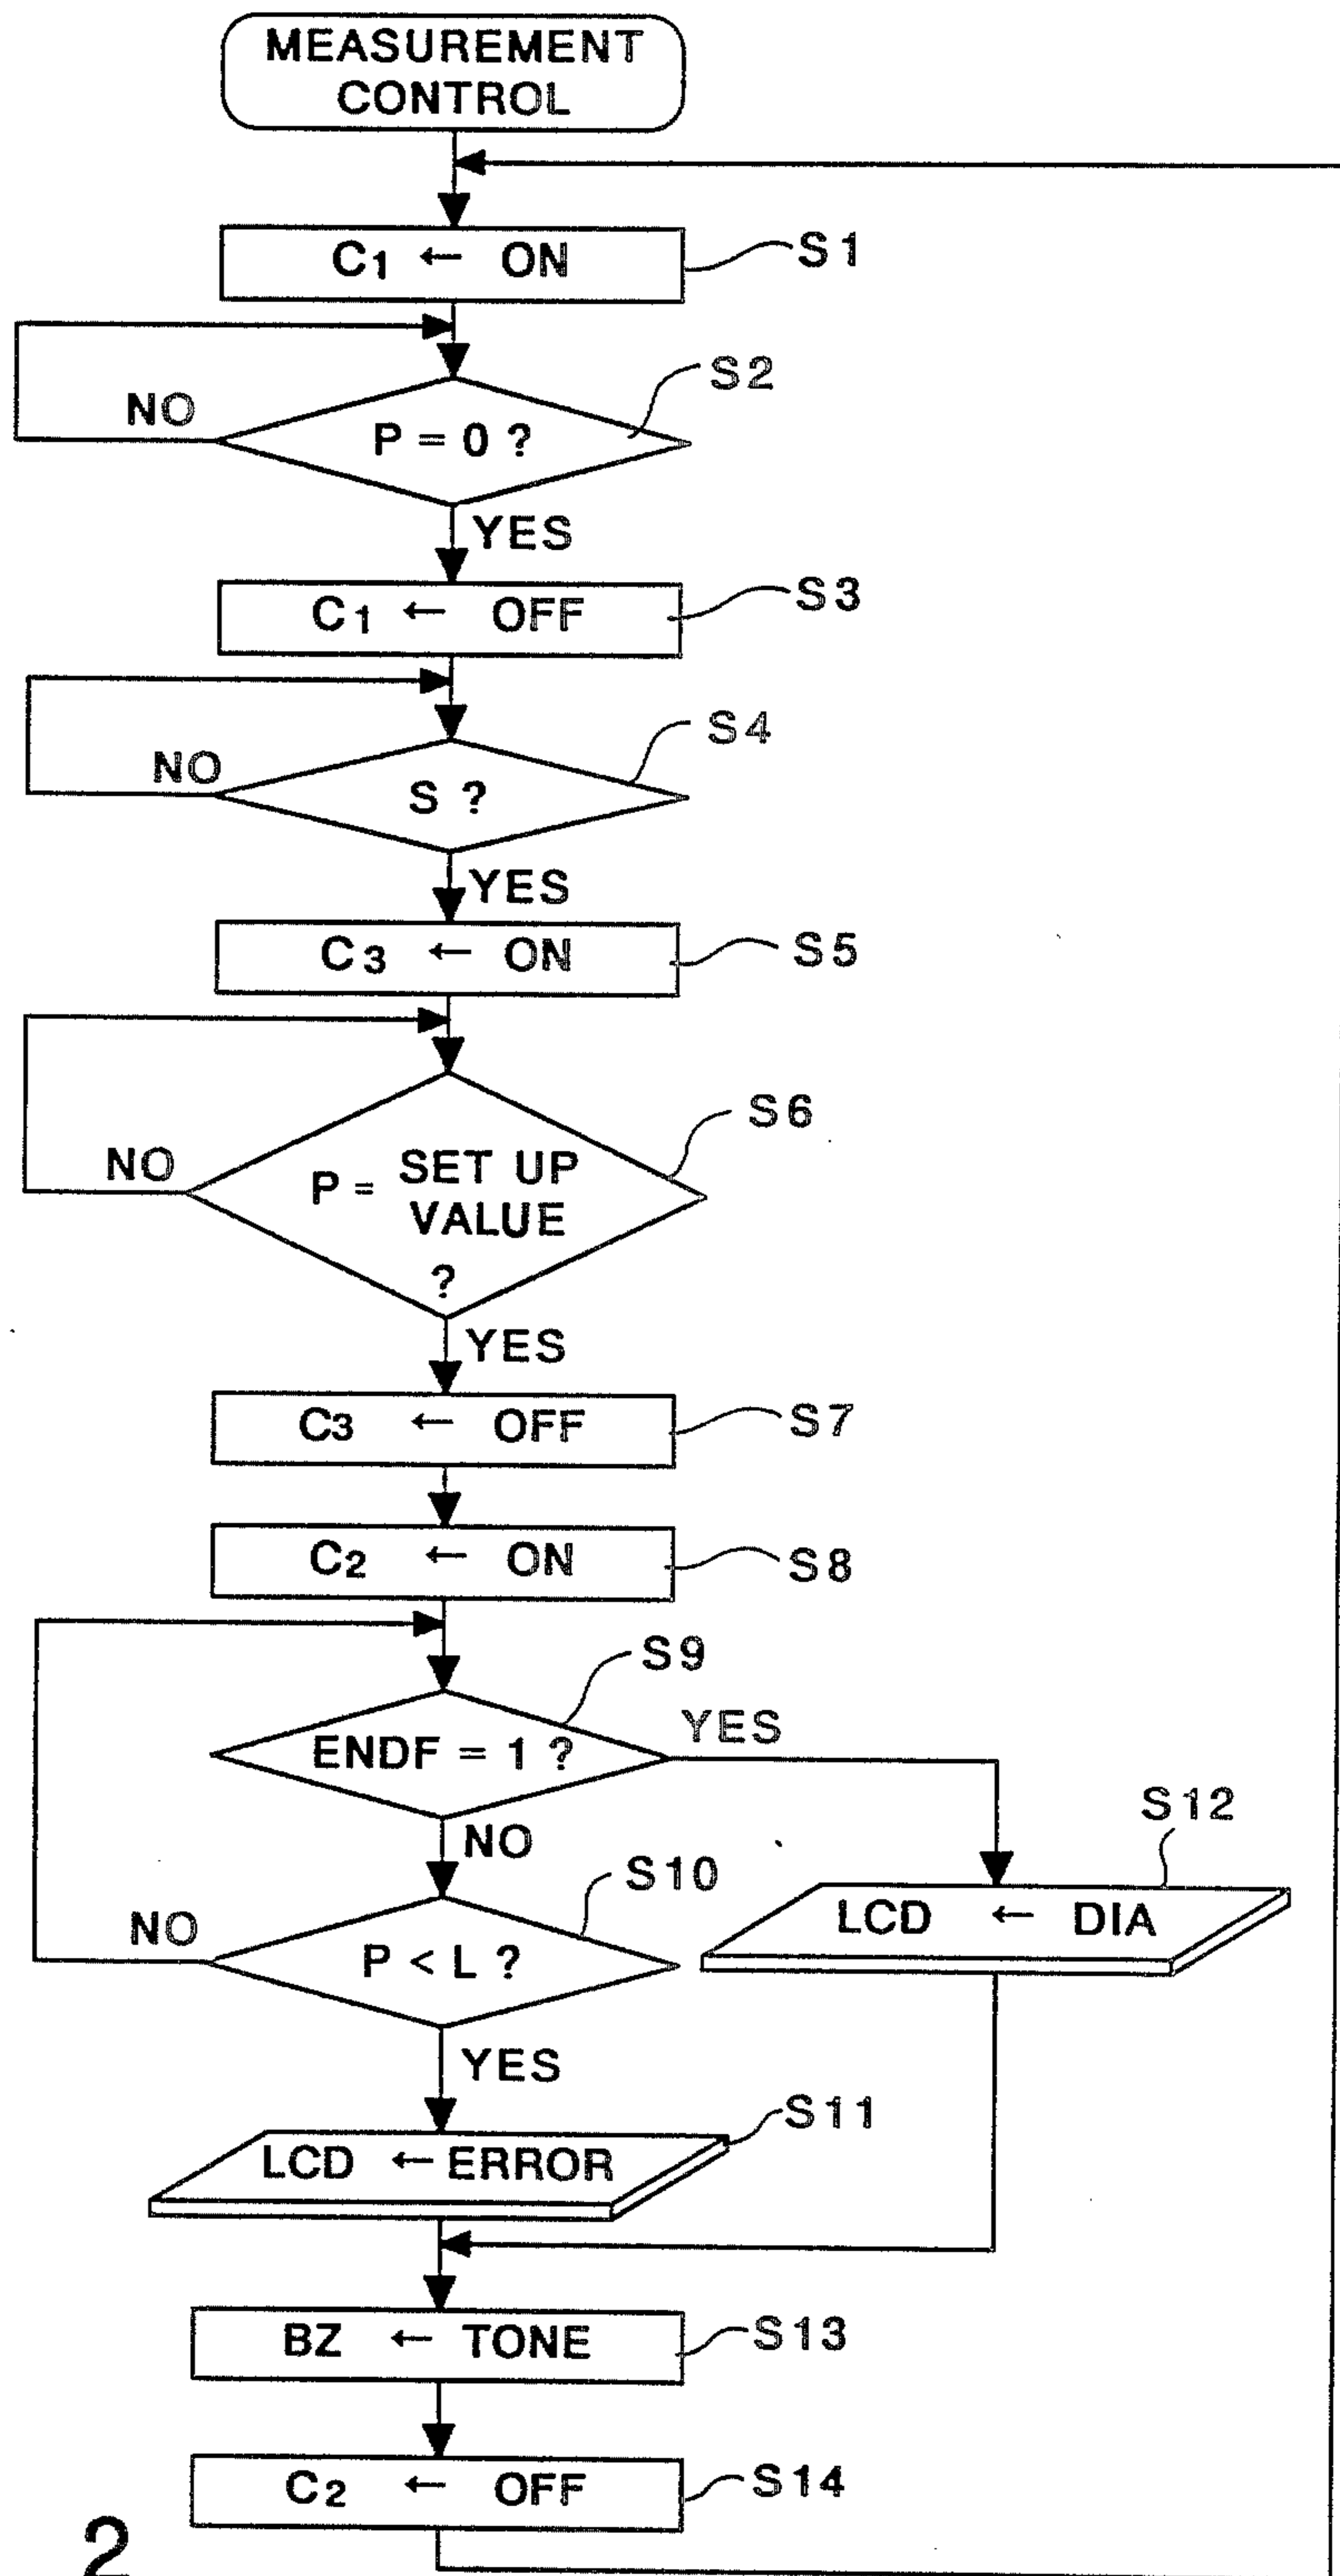 MEASUREMENT
CONTROL
C1 ← ON
S1
S2
NO
P = 0 ?
YES
C1 ← OFF
S3
S4
NO
S ?
YES
C3 ← ON
S5
S6
NO
P = SET UP
VALUE
?
YES
C3 ← OFF
S7
C2 ← ON
S8
S9
ENDF = 1 ?
YES
NO
S12
LCD ← DIA
S10
NO
P < L ?
YES
S11
LCD ← ERROR
BZ ← TONE
S13
C2 ← OFF
S14
2